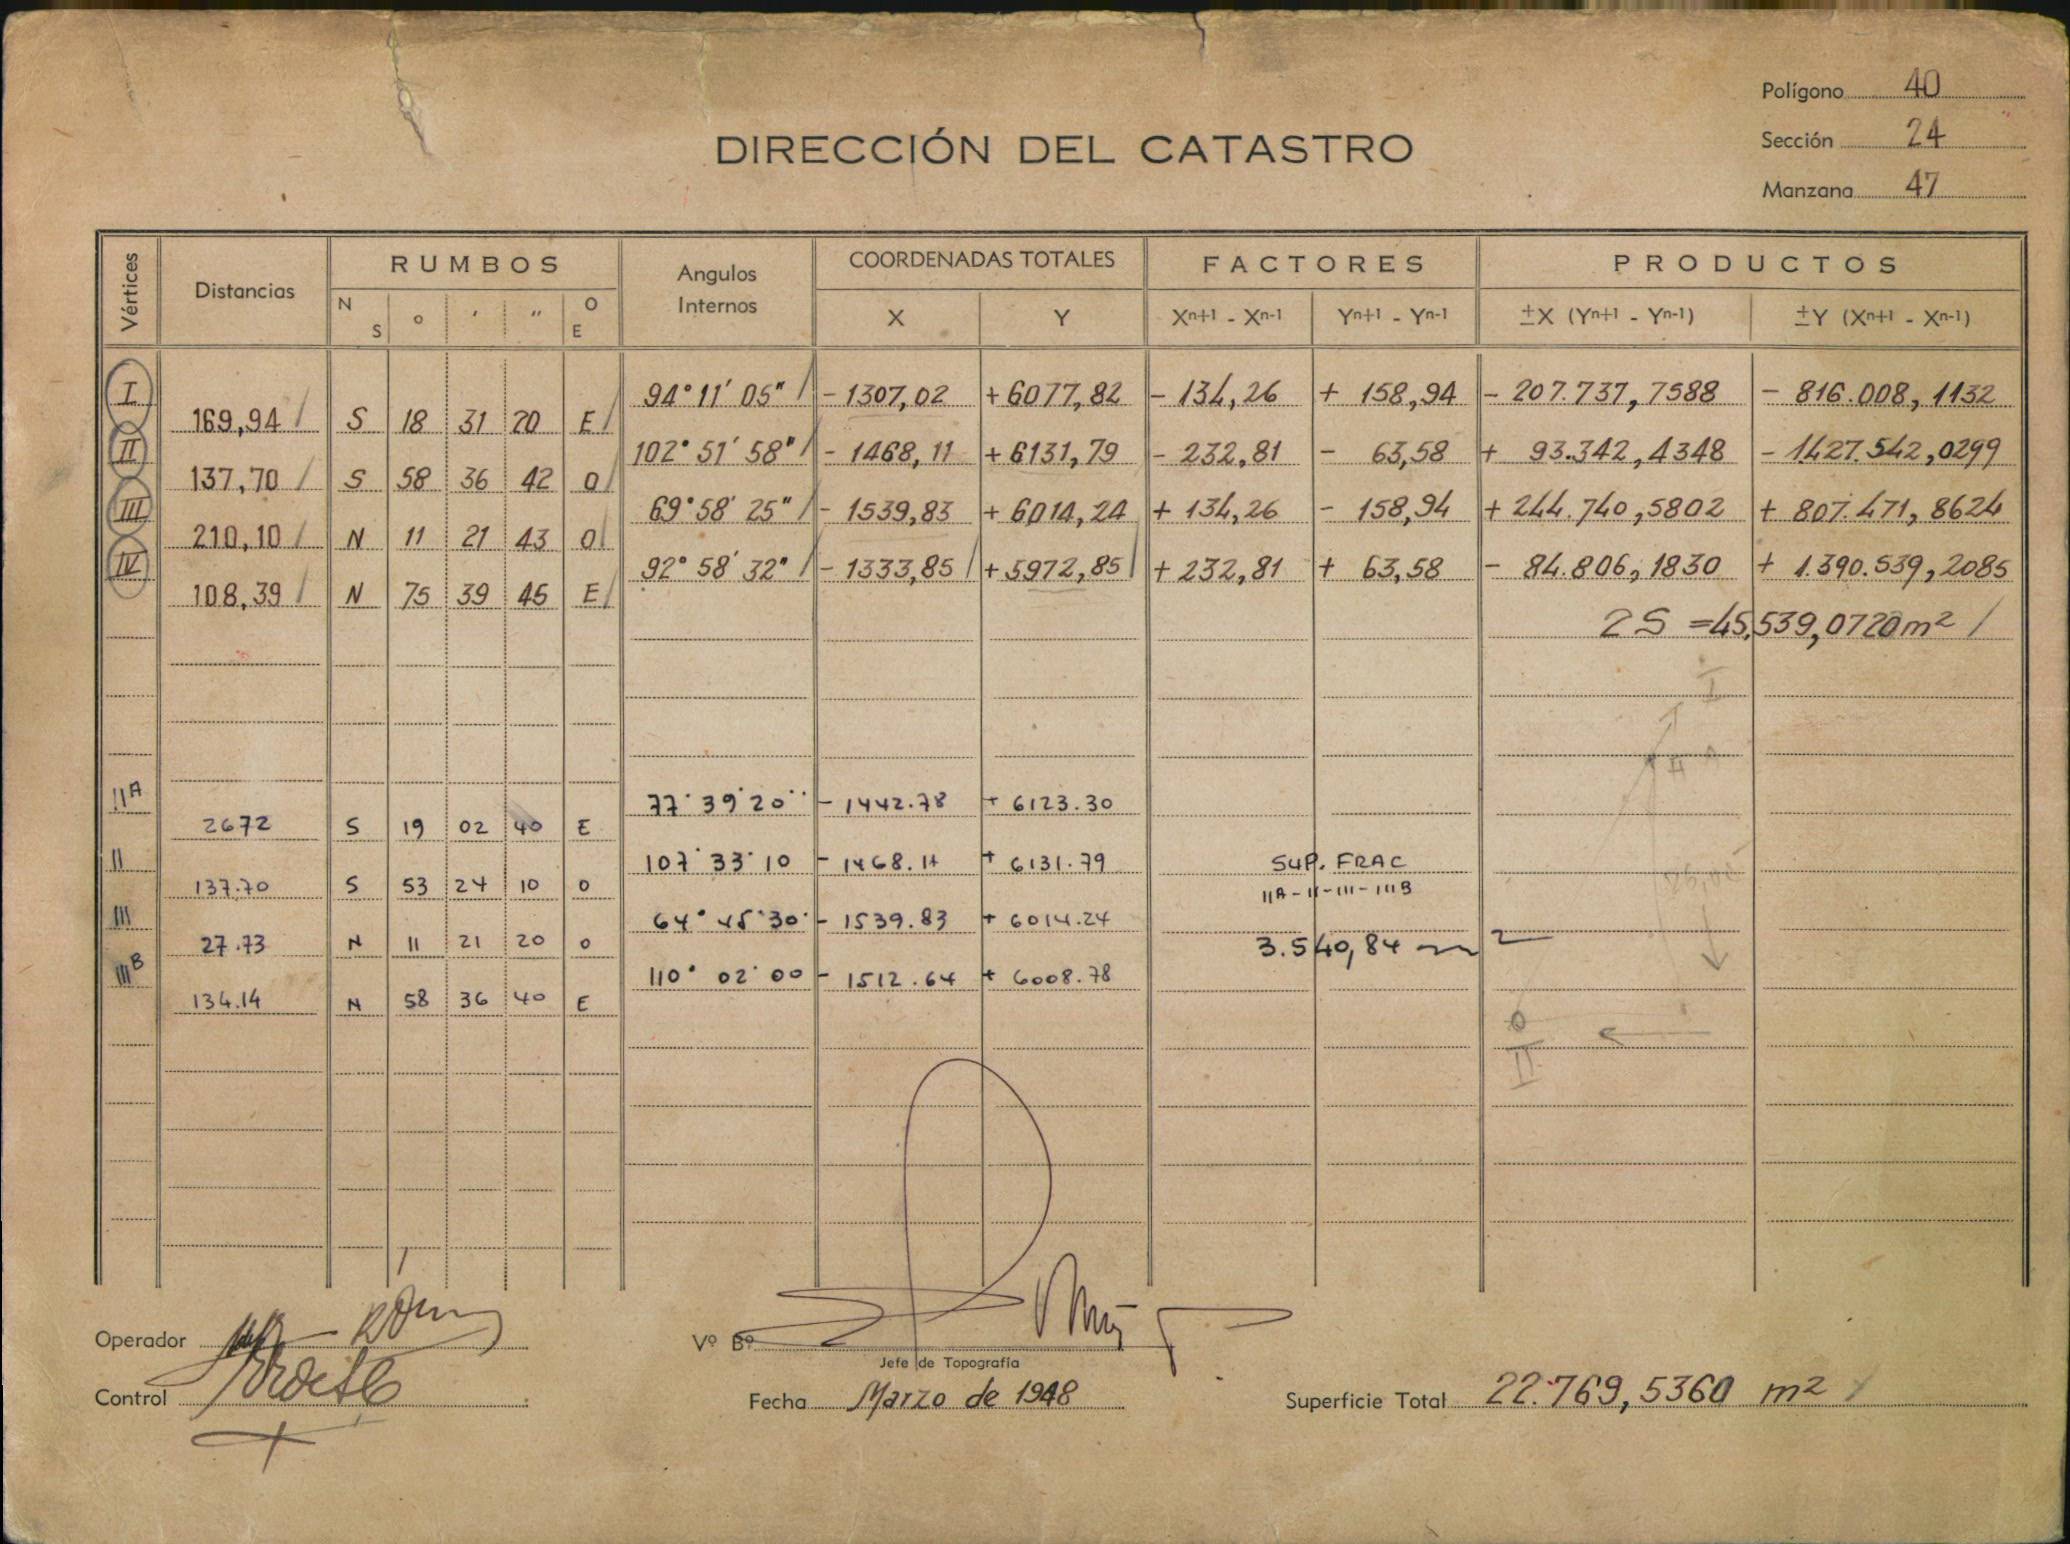 Polígono 40
Sección 24
Manzana 47
DIRECCIÓN DEL CATASTRO
Vértices Distancias RUMBOS Angulos Internos COORDENADAS TOTALES FACTORES PRODUCTOS
N S o ' " O E X Y Xn+1 - Xn-1 Yn+1 - Yn-1 ±X (Yn+1 - Yn-1) ±Y (Xn+1 - Xn-1)
I 94° 11' 05" - 1307,02 + 6077,82 - 134,26 + 158,94 - 207.737,7588 - 816.008,1132
169,94 S 18 31 20 E
II 102° 51' 58" - 1468,11 + 6131,79 - 232,81 - 63,58 + 93.342,4348 - 1427.542,0299
137,70 S 58 36 42 O
III 69° 58' 25" - 1539,83 + 6014,24 + 134,26 - 158,94 + 244.740,5802 + 807.471,8624
210,10 N 11 21 43 O
IV 92° 58' 32" - 1333,85 + 5972,85 + 232,81 + 63,58 - 84.806,1830 + 1.390.539,2085
108,39 N 75 39 45 E
2S = 45.539,0720 m²
I
II A
IIA 77° 39' 20'' - 1442.78 + 6123.30
2672 S 19 02 40 E
II 107° 33' 10 - 1468.11 + 6131.79 SUP. FRAC
137.70 S 53 24 10 O IIA - II - III - IIIB
III 64° 45' 30' - 1539.83 + 6014.24
27.73 N 11 21 20 O 3.540,84 m²
IIIB 110° 02' 00 - 1512.64 + 6008.78
134.14 N 58 36 40 E
II
Operador
Vº Bº
Jefe de Topografía
Control
Fecha Marzo de 1948
Superficie Total 22.769,5360 m²